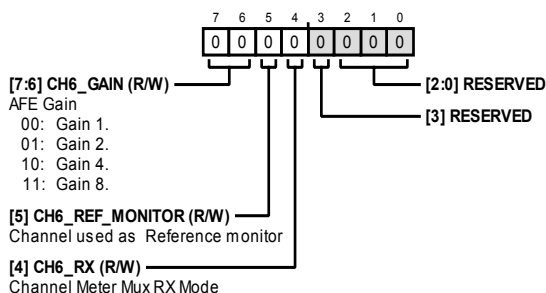 7 6 5 4 3 2 1 0
0 0 0 0 0 0 0 0
[7:6] CH6_GAIN (R/W)
AFE Gain
00: Gain 1.
01: Gain 2.
10: Gain 4.
11: Gain 8.
[5] CH6_REF_MONITOR (R/W)
Channel used as Reference monitor
[4] CH6_RX (R/W)
Channel Meter Mux RX Mode
[2:0] RESERVED
[3] RESERVED